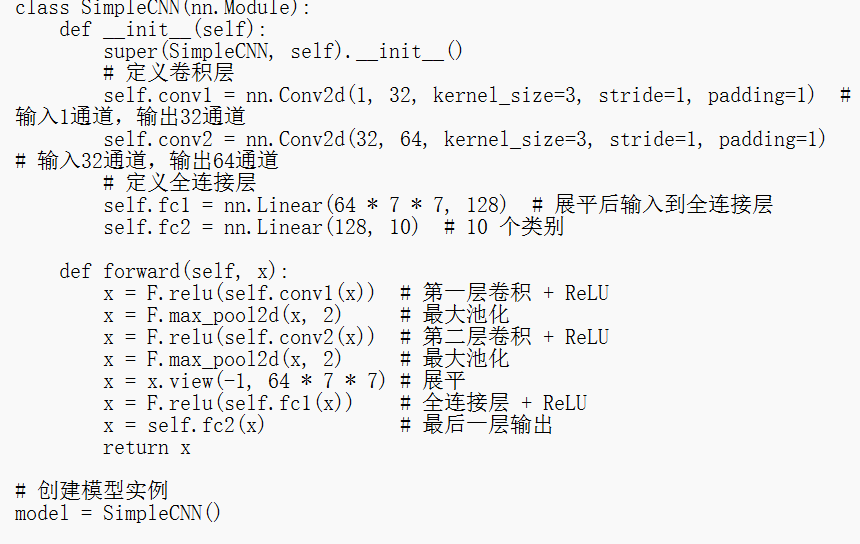 class SimpleCNN(nn.Module):
    def __init__(self):
        super(SimpleCNN, self).__init__()
        # 定义卷积层
        self.conv1 = nn.Conv2d(1, 32, kernel_size=3, stride=1, padding=1)  #
输入1通道，输出32通道
        self.conv2 = nn.Conv2d(32, 64, kernel_size=3, stride=1, padding=1)
# 输入32通道，输出64通道
        # 定义全连接层
        self.fc1 = nn.Linear(64 * 7 * 7, 128)  # 展平后输入到全连接层
        self.fc2 = nn.Linear(128, 10)  # 10 个类别

    def forward(self, x):
        x = F.relu(self.conv1(x))  # 第一层卷积 + ReLU
        x = F.max_pool2d(x, 2)     # 最大池化
        x = F.relu(self.conv2(x))  # 第二层卷积 + ReLU
        x = F.max_pool2d(x, 2)     # 最大池化
        x = x.view(-1, 64 * 7 * 7) # 展平
        x = F.relu(self.fc1(x))    # 全连接层 + ReLU
        x = self.fc2(x)            # 最后一层输出
        return x

# 创建模型实例
model = SimpleCNN()